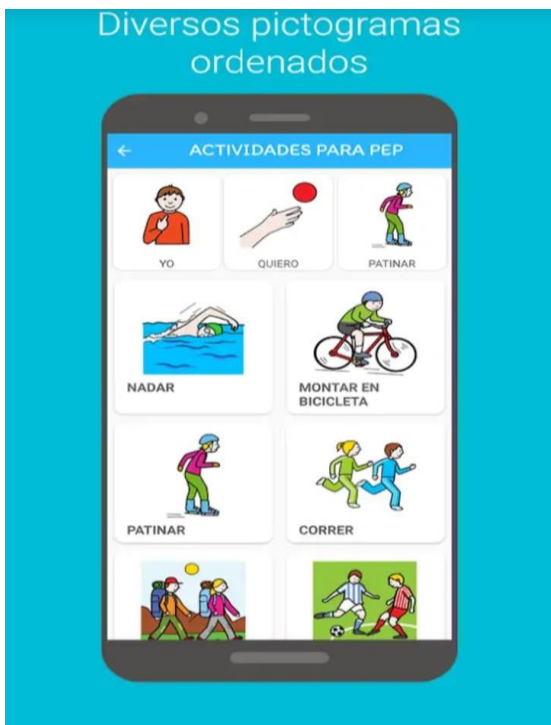 Diversos pictogramas
ordenados
ACTIVIDADES PARA PEP
YO
QUIERO
PATINAR
NADAR
MONTAR EN
BICICLETA
PATINAR
CORRER